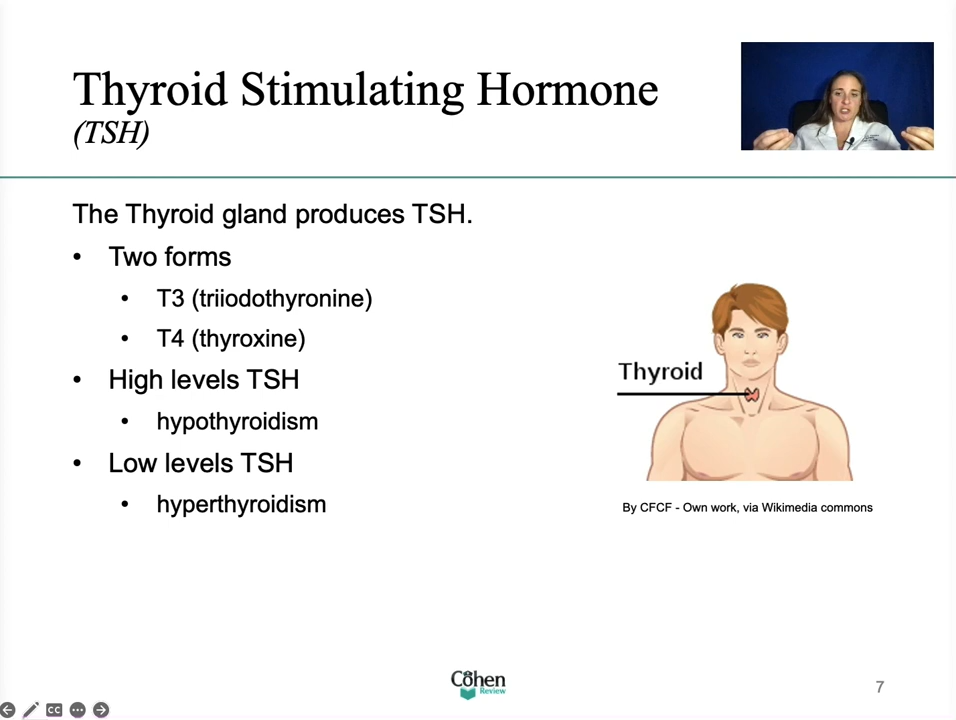 Thyroid Stimulating Hormone
(TSH)
The Thyroid gland produces TSH.
• Two forms
• T3 (triiodothyronine)
• T4 (thyroxine)
• High levels TSH
• hypothyroidism
• Low levels TSH
• hyperthyroidism
Thyroid
By CFCF - Own work, via Wikimedia commons
Cohen
Review
7
CC